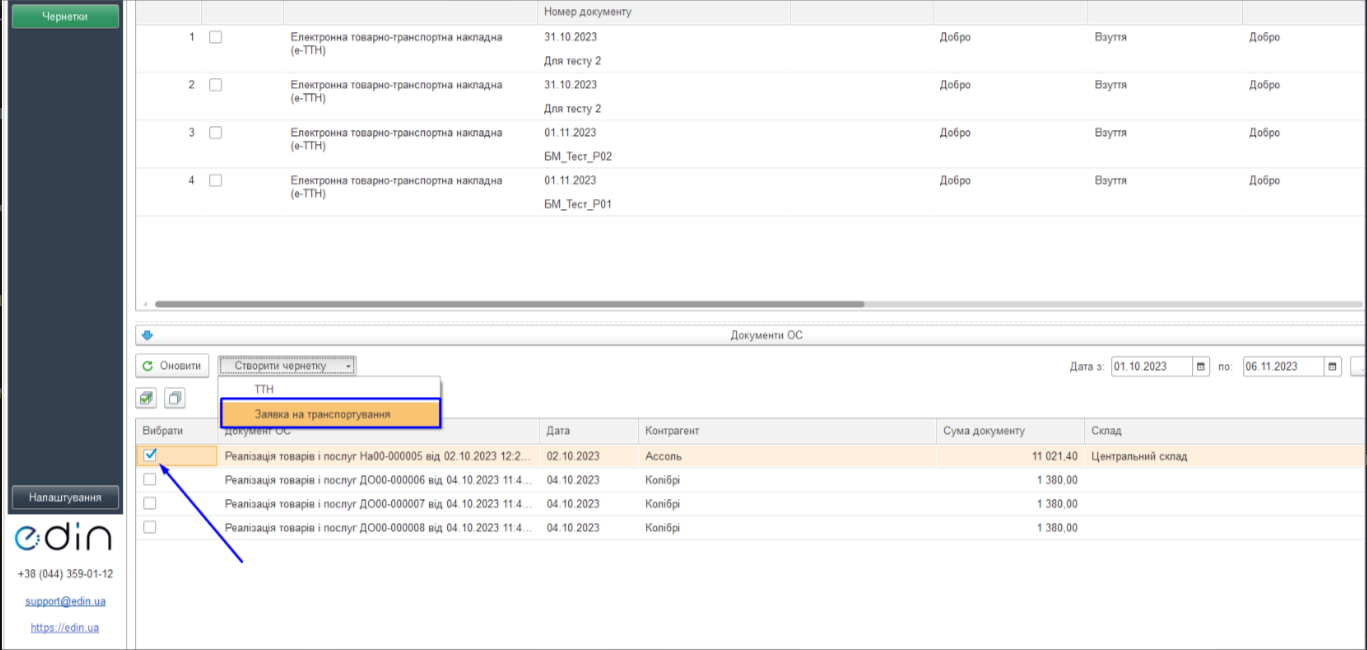 Чернетки
Номер документу
1 Електронна товарно-транспортна накладна 31.10.2023 Добро Взуття Добро
(е-ТТН)
Для тесту 2
2 Електронна товарно-транспортна накладна 31.10.2023 Добро Взуття Добро
(е-ТТН)
Для тесту 2
3 Електронна товарно-транспортна накладна 01.11.2023 Добро Взуття Добро
(е-ТТН)
БМ_Тест_Р02
4 Електронна товарно-транспортна накладна 01.11.2023 Добро Взуття Добро
(е-ТТН)
БМ_Тест_Р01
Документи ОС
Оновити Створити чернетку Дата з: 01.10.2023 по: 06.11.2023
ТТН
Заявка на транспортування
Вибрати Документ ОС Дата Контрагент Сума документу Склад
Реалізація товарів і послуг На00-000005 від 02.10.2023 12:2... 02.10.2023 Ассоль 11 021,40 Центральний склад
Реалізація товарів і послуг ДО00-000006 від 04.10.2023 11:4... 04.10.2023 Колібрі 1 380,00
Реалізація товарів і послуг ДО00-000007 від 04.10.2023 11:4... 04.10.2023 Колібрі 1 380,00
Реалізація товарів і послуг ДО00-000008 від 04.10.2023 11:4... 04.10.2023 Колібрі 1 380,00
Налаштування
edin
+38 (044) 359-01-12
support@edin.ua
https://edin.ua